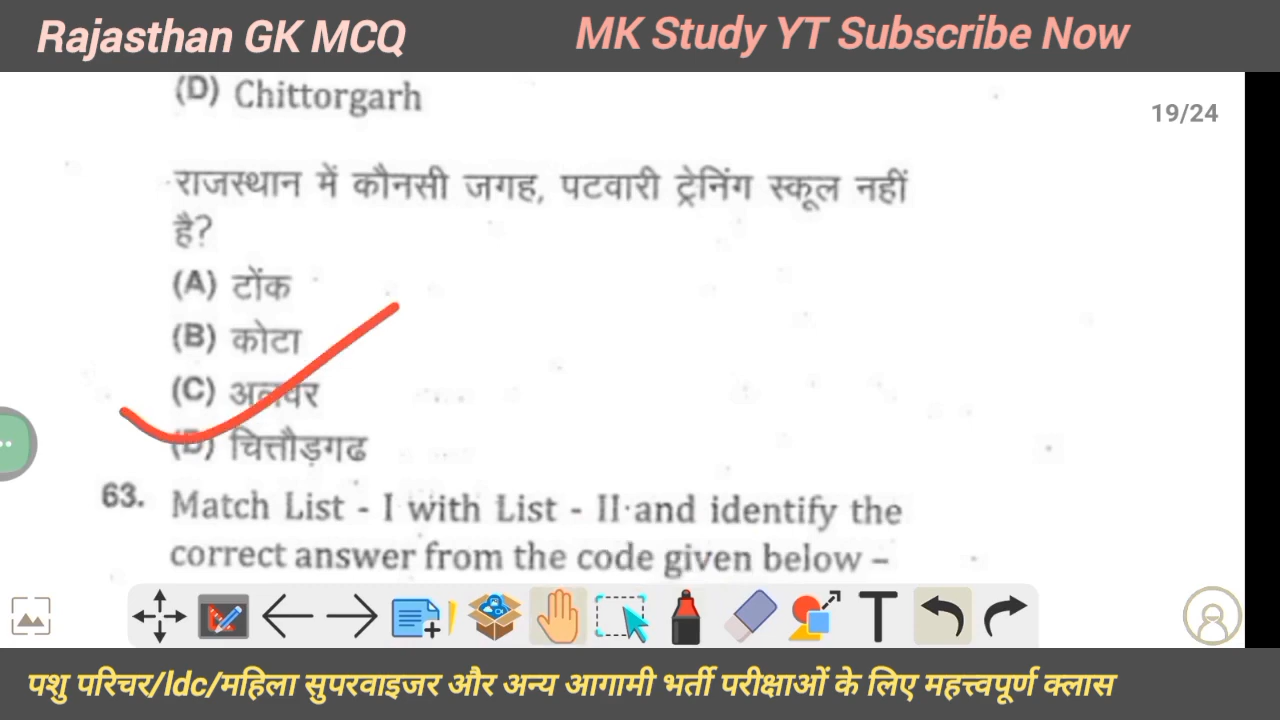 Rajasthan GK MCQ
MK Study YT Subscribe Now
(D) Chittorgarh
19/24
राजस्थान में कौनसी जगह, पटवारी ट्रेनिंग स्कूल नहीं
है?
(A) टोंक
(B) कोटा
(C) अलवर
(D) चित्तौड़गढ
63. Match List - I with List - II and identify the
correct answer from the code given below –
पशु परिचर/ldc/महिला सुपरवाइजर और अन्य आगामी भर्ती परीक्षाओं के लिए महत्त्वपूर्ण क्लास